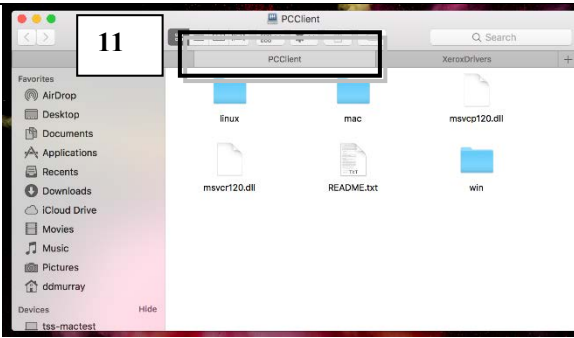 PCClient
11
Search
PCClient
XeroxDrivers +
Favorites
AirDrop
Desktop
Documents
Applications
Recents
Downloads
iCloud Drive
Movies
Music
Pictures
ddmurray
Devices Hide
tss-mactest
linux mac msvcp120.dll
TXT
msvcr120.dll README.txt win